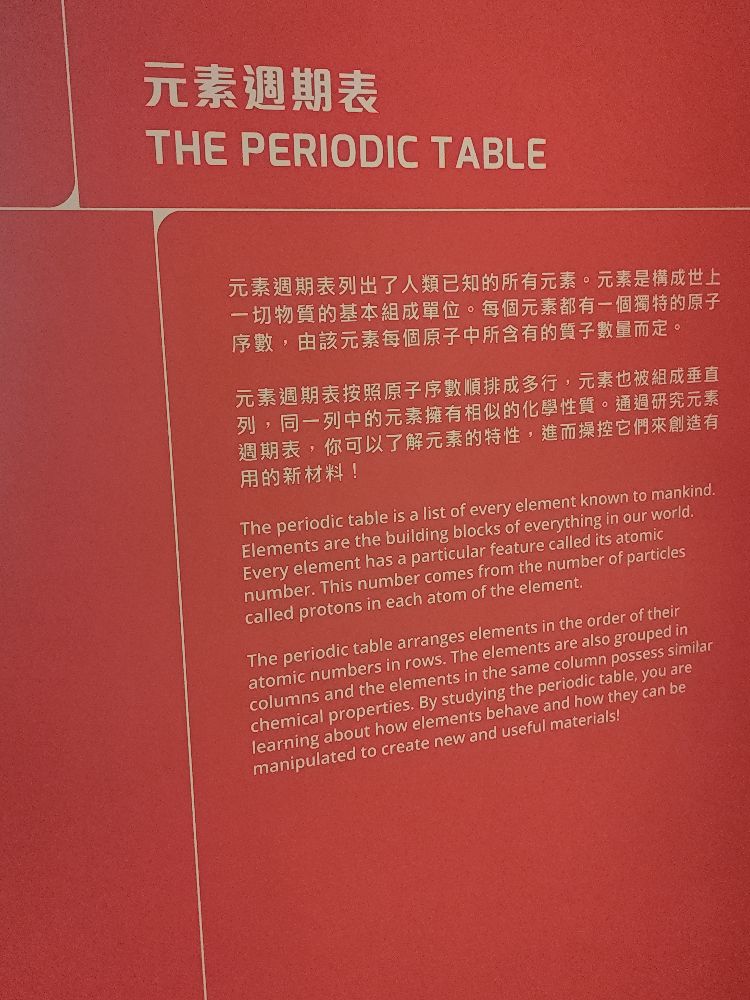 元素週期表
THE PERIODIC TABLE
元素週期表列出了人類已知的所有元素。元素是構成世上
一切物質的基本組成單位。每個元素都有一個獨特的原子
序數，由該元素每個原子中所含有的質子數量而定。
元素週期表按照原子序數順排成多行，元素也被組成垂直
列，同一列中的元素擁有相似的化學性質。通過研究元素
週期表，你可以了解元素的特性，進而操控它們來創造有
用的新材料！
The periodic table is a list of every element known to mankind.
Elements are the building blocks of everything in our world.
Every element has a particular feature called its atomic
number. This number comes from the number of particles
called protons in each atom of the element.
The periodic table arranges elements in the order of their
atomic numbers in rows. The elements are also grouped in
columns and the elements in the same column possess similar
chemical properties. By studying the periodic table, you are
learning about how elements behave and how they can be
manipulated to create new and useful materials!